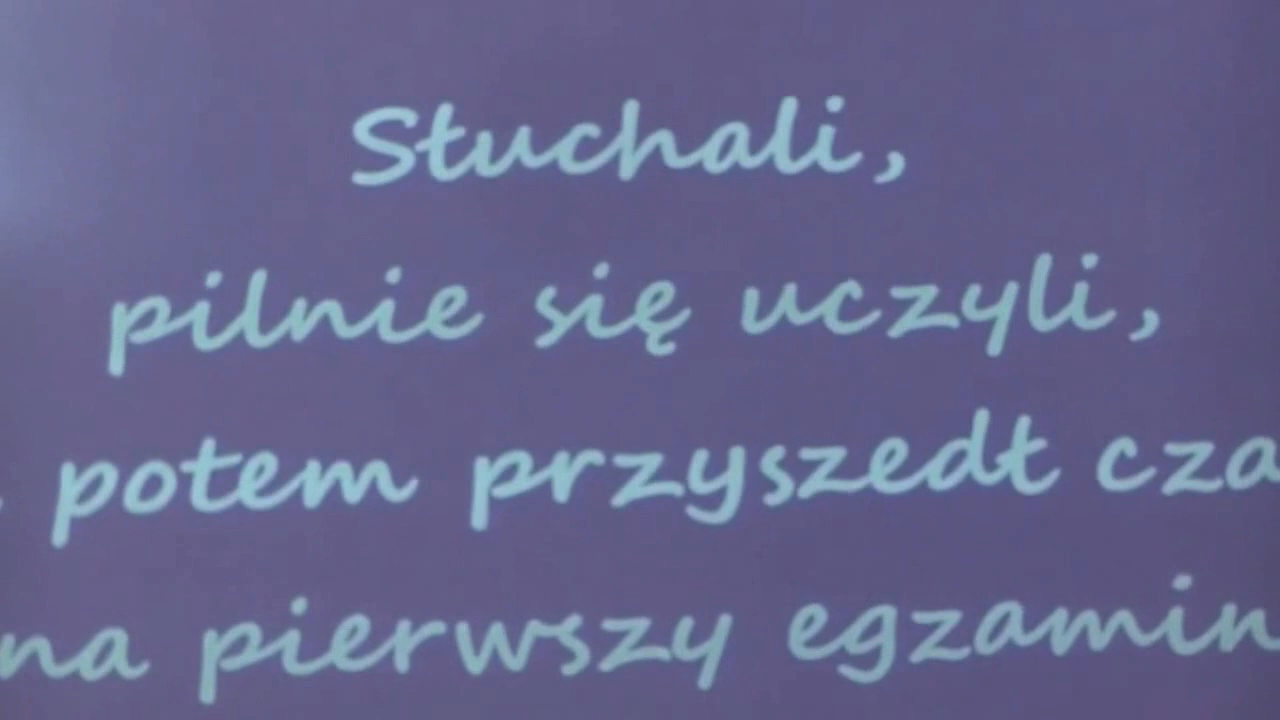 Słuchali,
pilnie się uczyli,
potem przyszedł cza
na pierwszy egzamin